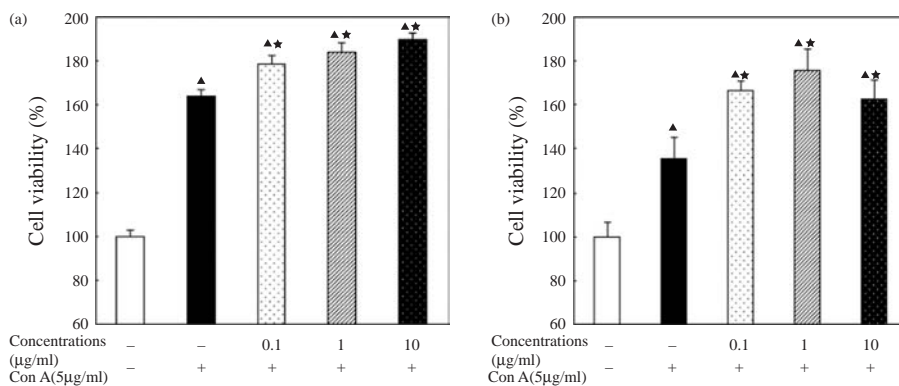 (a)
200
180
160
140
120
100
80
60
Cell viability (%)
(b)
200
180
160
140
120
100
80
60
Cell viability (%)
Concentrations – – 0.1 1 10 – – 0.1 1 10
(μg/ml)
Con A(5μg/ml) – + + + + – + + + +